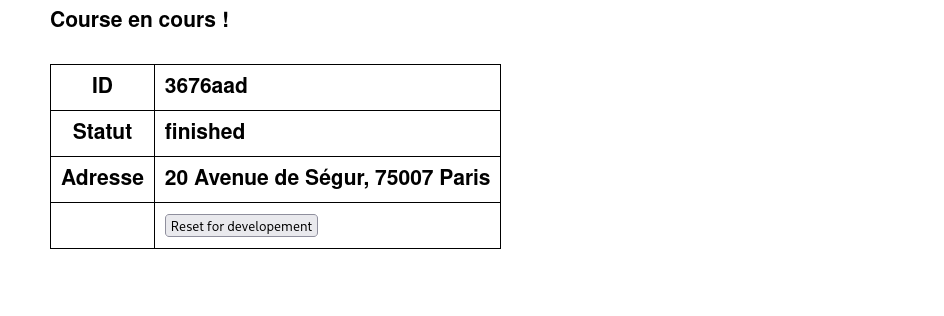 Course en cours !
ID 3676aad
Statut finished
Adresse 20 Avenue de Ségur, 75007 Paris
Reset for developement